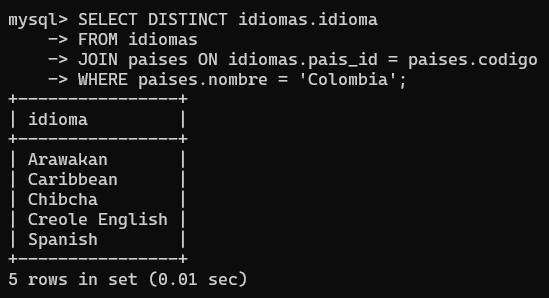 mysql> SELECT DISTINCT idiomas.idioma
    -> FROM idiomas
    -> JOIN paises ON idiomas.pais_id = paises.codigo
    -> WHERE paises.nombre = 'Colombia';
+----------------+
| idioma         |
+----------------+
| Arawakan       |
| Caribbean      |
| Chibcha        |
| Creole English |
| Spanish        |
+----------------+
5 rows in set (0.01 sec)